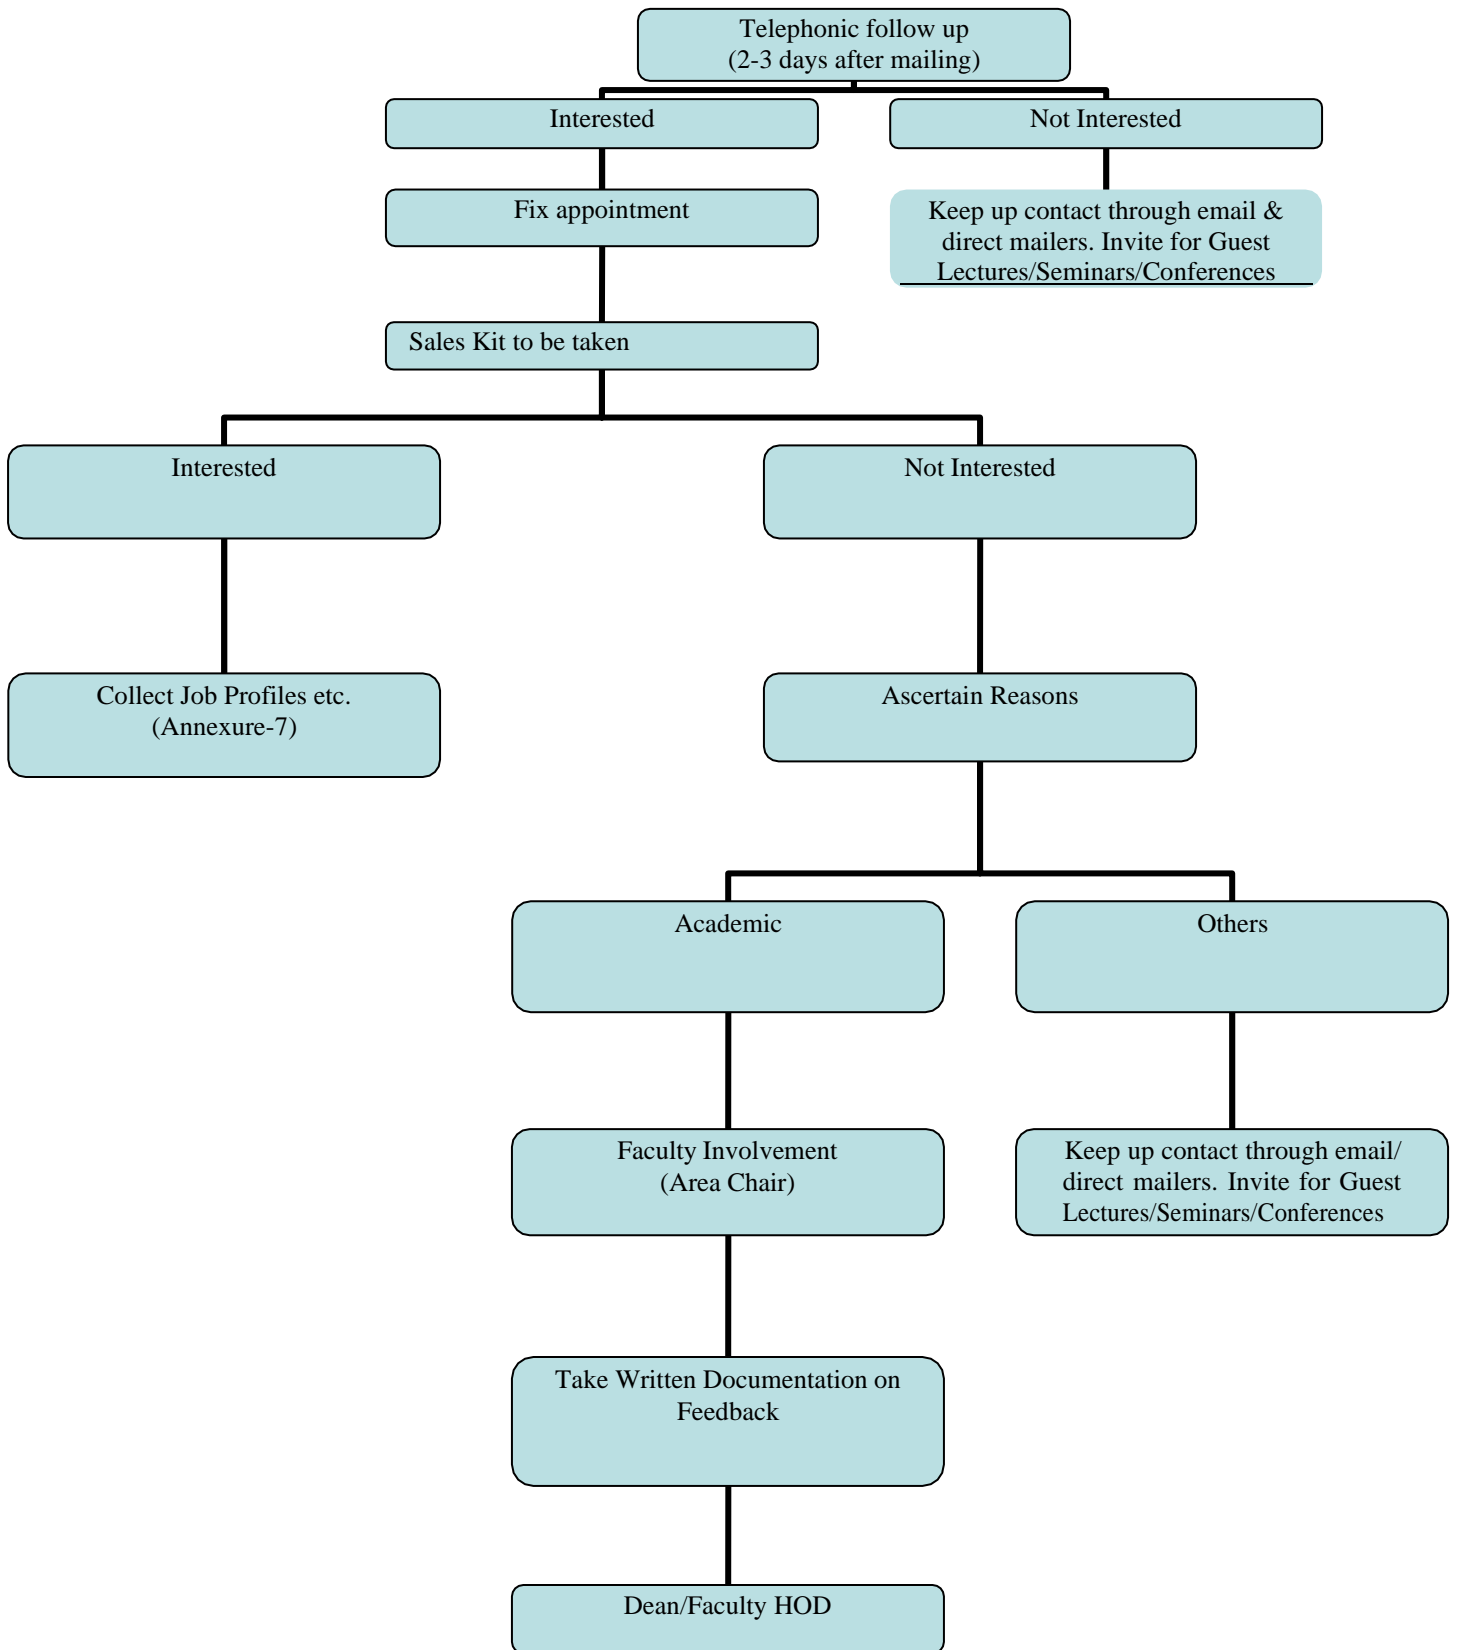 Telephonic follow up
(2-3 days after mailing)
Interested
Not Interested
Fix appointment
Keep up contact through email &
direct mailers. Invite for Guest
Lectures/Seminars/Conferences
Sales Kit to be taken
Interested
Not Interested
Collect Job Profiles etc.
(Annexure-7)
Ascertain Reasons
Academic
Others
Faculty Involvement
(Area Chair)
Keep up contact through email/
direct mailers. Invite for Guest
Lectures/Seminars/Conferences
Take Written Documentation on
Feedback
Dean/Faculty HOD